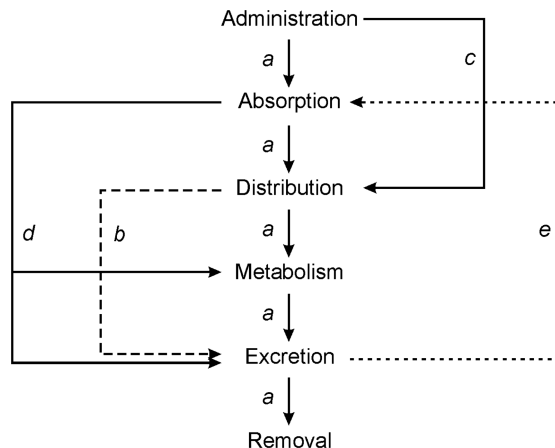 Administration
a
c
Absorption
a
Distribution
d
b
a
e
Metabolism
a
Excretion
a
Removal